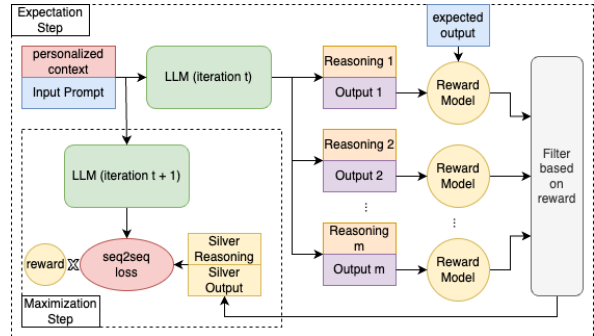 Expectation
Step
personalized
context
Input Prompt
LLM (iteration t)
Reasoning 1
Output 1
expected
output
Reward
Model
Reasoning 2
Output 2
Reward
Model
⋮
⋮
Reasoning
m
Output m
Reward
Model
Filter
based on
reward
LLM (iteration t + 1)
reward
seq2seq
loss
Silver
Reasoning
Silver
Output
Maximization
Step